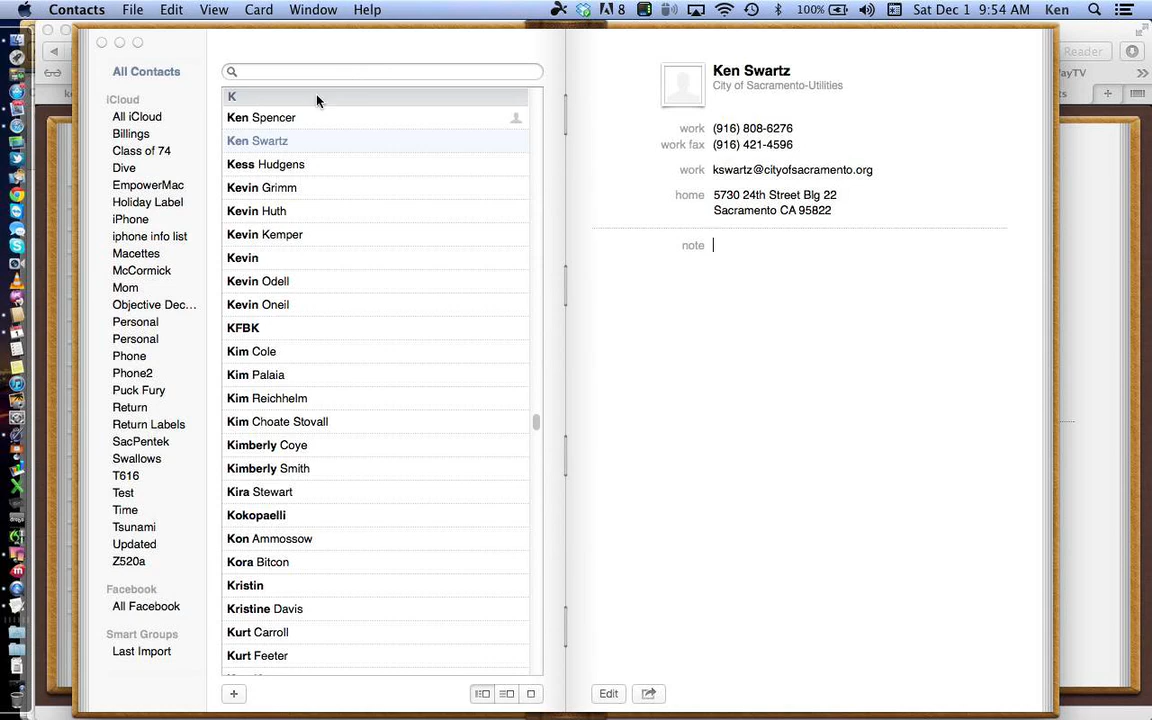 Contacts File Edit View Card Window Help 8 100% Sat Dec 1 9:54 AM Ken
All Contacts
iCloud
All iCloud
Billings
Class of 74
Dive
EmpowerMac
Holiday Label
iPhone
iphone info list
Macettes
McCormick
Mom
Objective Dec...
Personal
Personal
Phone
Phone2
Puck Fury
Return
Return Labels
SacPentek
Swallows
T616
Test
Time
Tsunami
Updated
Z520a
Facebook
All Facebook
Smart Groups
Last Import
K
Ken Spencer
Ken Swartz
Kess Hudgens
Kevin Grimm
Kevin Huth
Kevin Kemper
Kevin
Kevin Odell
Kevin Oneil
KFBK
Kim Cole
Kim Palaia
Kim Reichhelm
Kim Choate Stovall
Kimberly Coye
Kimberly Smith
Kira Stewart
Kokopaelli
Kon Ammossow
Kora Bitcon
Kristin
Kristine Davis
Kurt Carroll
Kurt Feeter
Ken Swartz
City of Sacramento-Utilities
work (916) 808-6276
work fax (916) 421-4596
work kswartz@cityofsacramento.org
home 5730 24th Street Blg 22
Sacramento CA 95822
note
Edit
Reader
ayTV